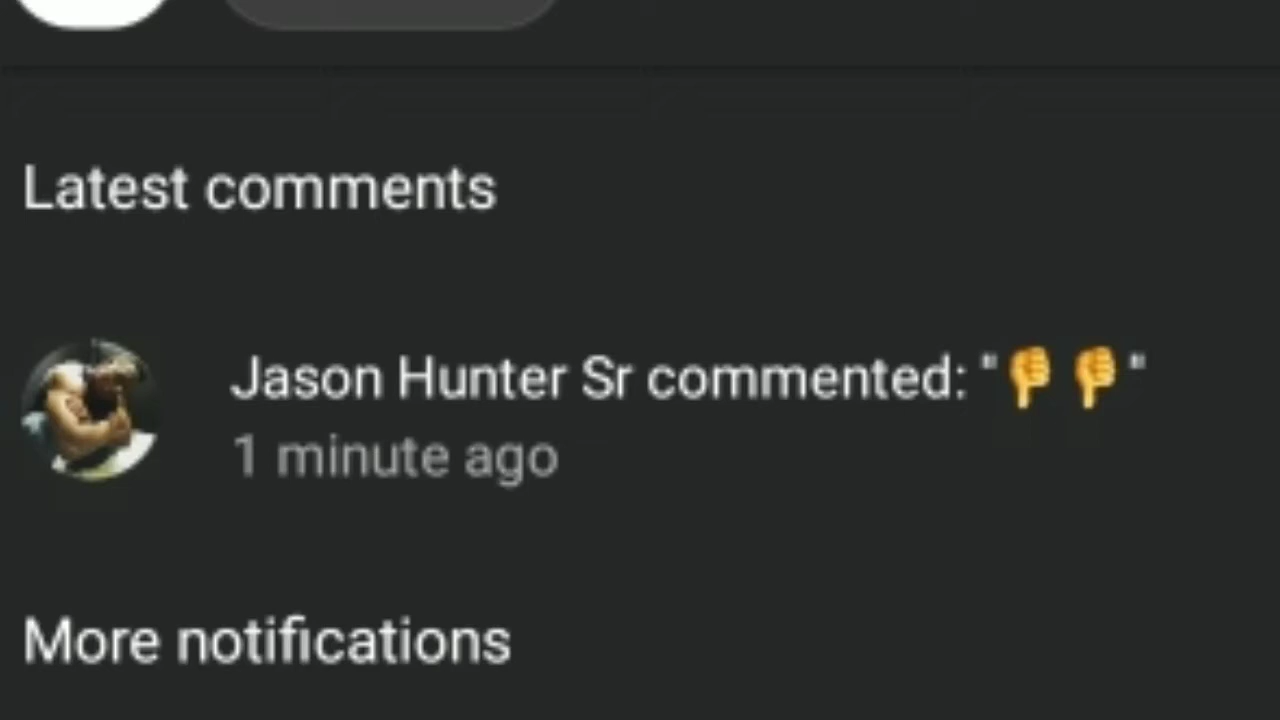 Latest comments
Jason Hunter Sr commented: "👎👎"
1 minute ago
More notifications